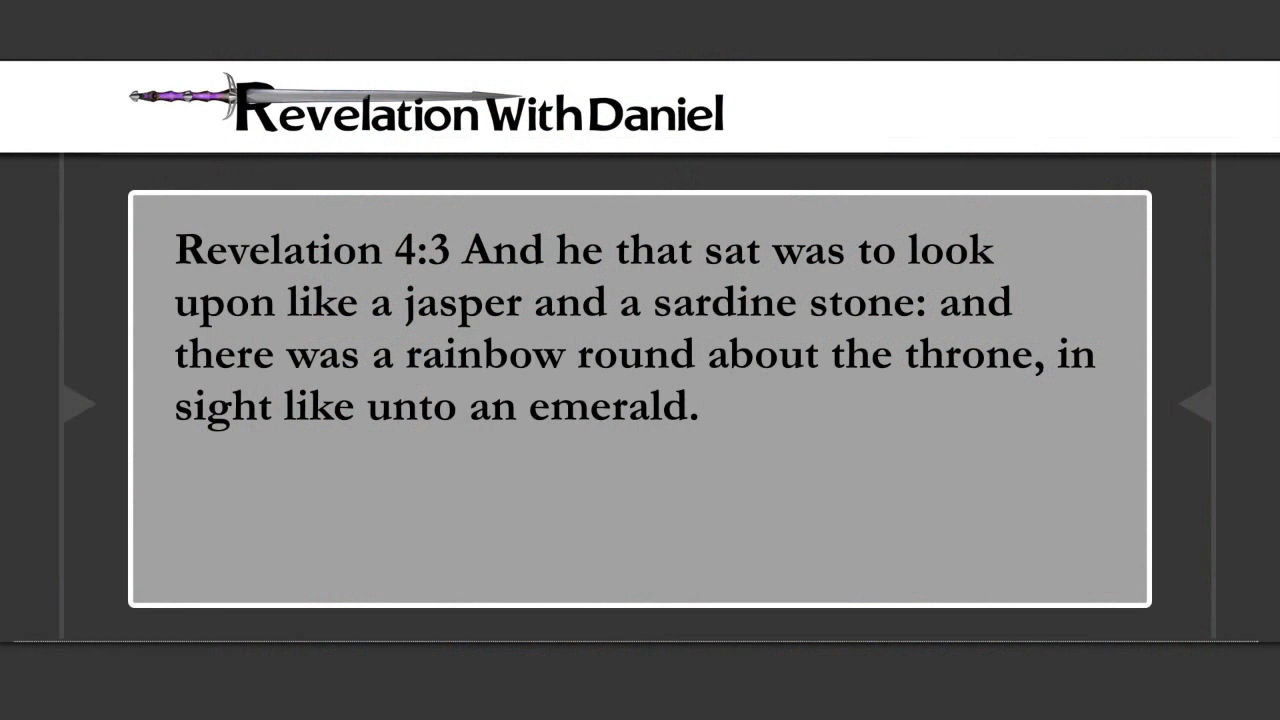 Revelation With Daniel
Revelation 4:3 And he that sat was to look
upon like a jasper and a sardine stone: and
there was a rainbow round about the throne, in
sight like unto an emerald.